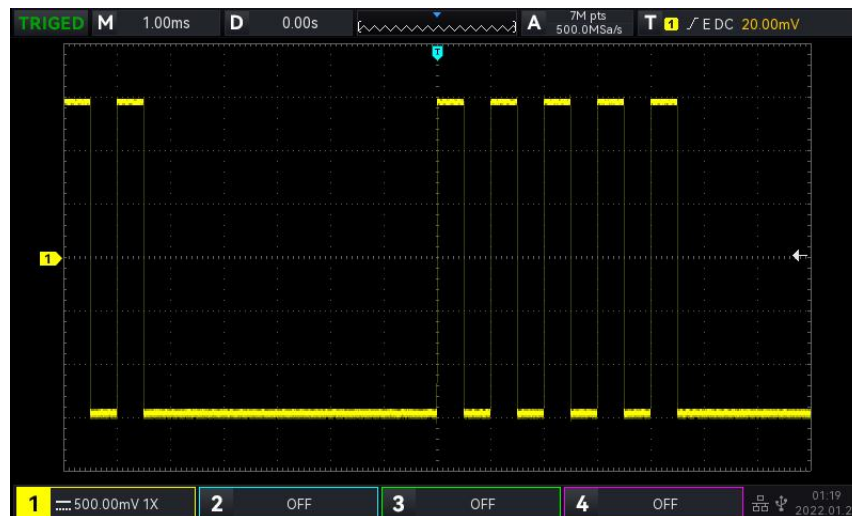 TRIGED M 1.00ms D 0.00s A 7M pts 500.0MSa/s T 1 E DC 20.00mV
T
1
1 500.00mV 1X 2 OFF 3 OFF 4 OFF 01:19
2022.01.2